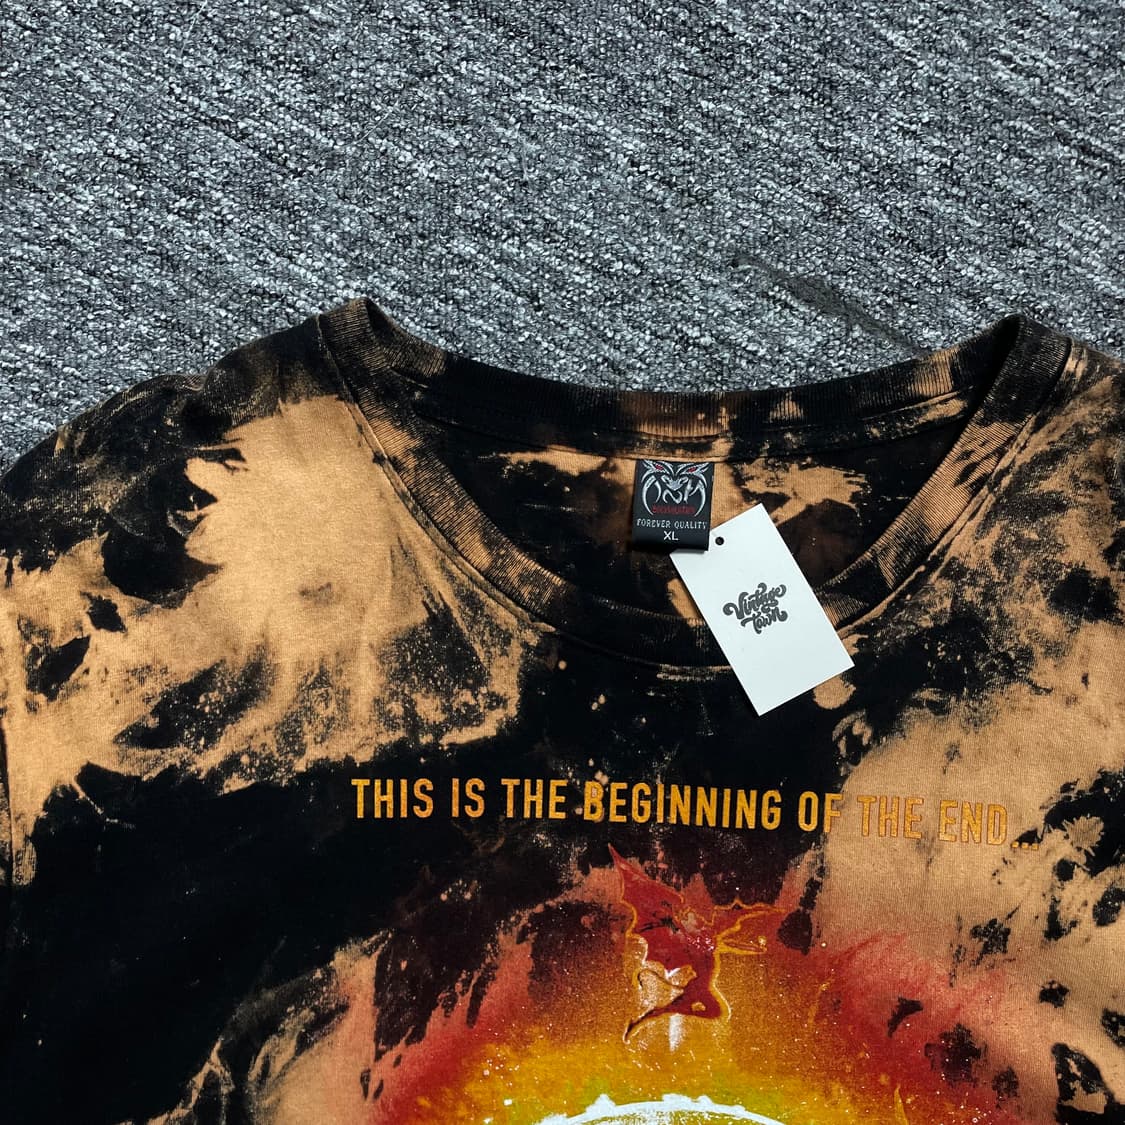 FOREVER QUALITY
XL
Vintage
Town
THIS IS THE BEGINNING OF THE END...